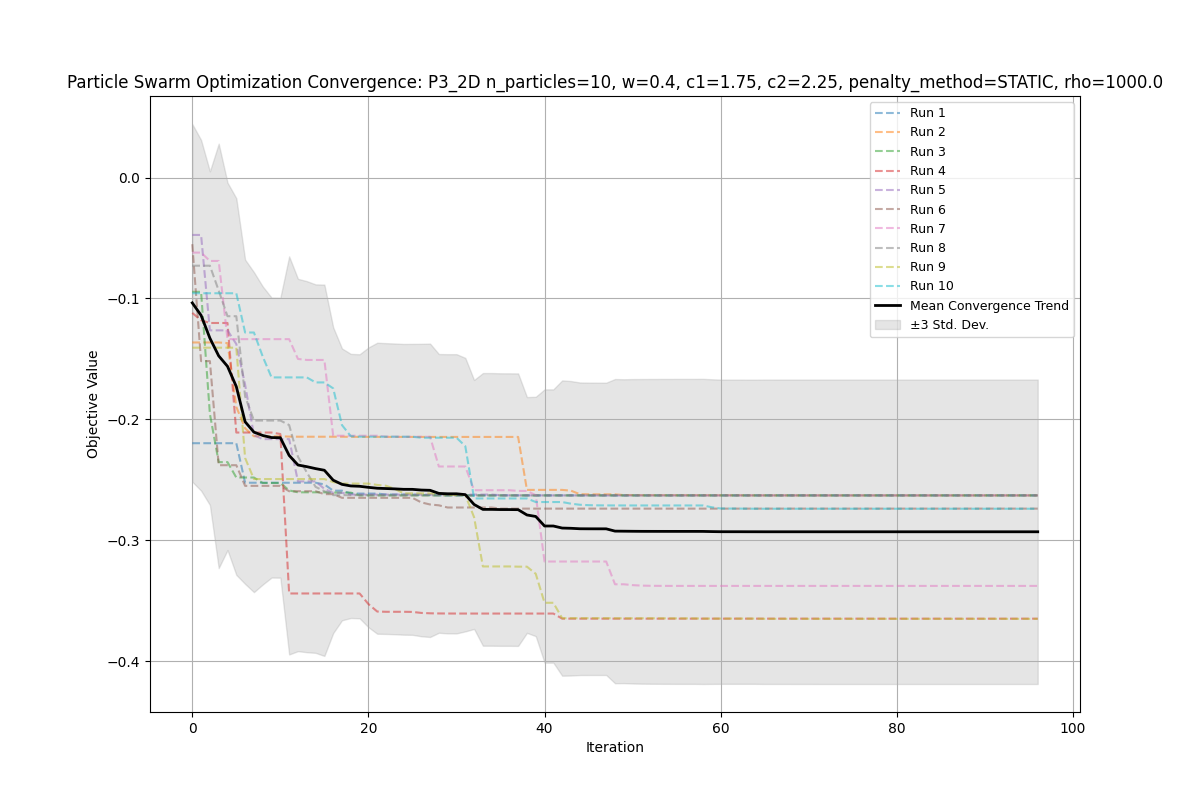 Particle Swarm Optimization Convergence: P3_2D n_particles=10, w=0.4, c1=1.75, c2=2.25, penalty_method=STATIC, rho=1000.0
Run 1
Run 2
Run 3
Run 4
Run 5
Run 6
Run 7
Run 8
Run 9
Run 10
Mean Convergence Trend
±3 Std. Dev.
Objective Value
0.0
−0.1
−0.2
−0.3
−0.4
0 20 40 60 80 100
Iteration